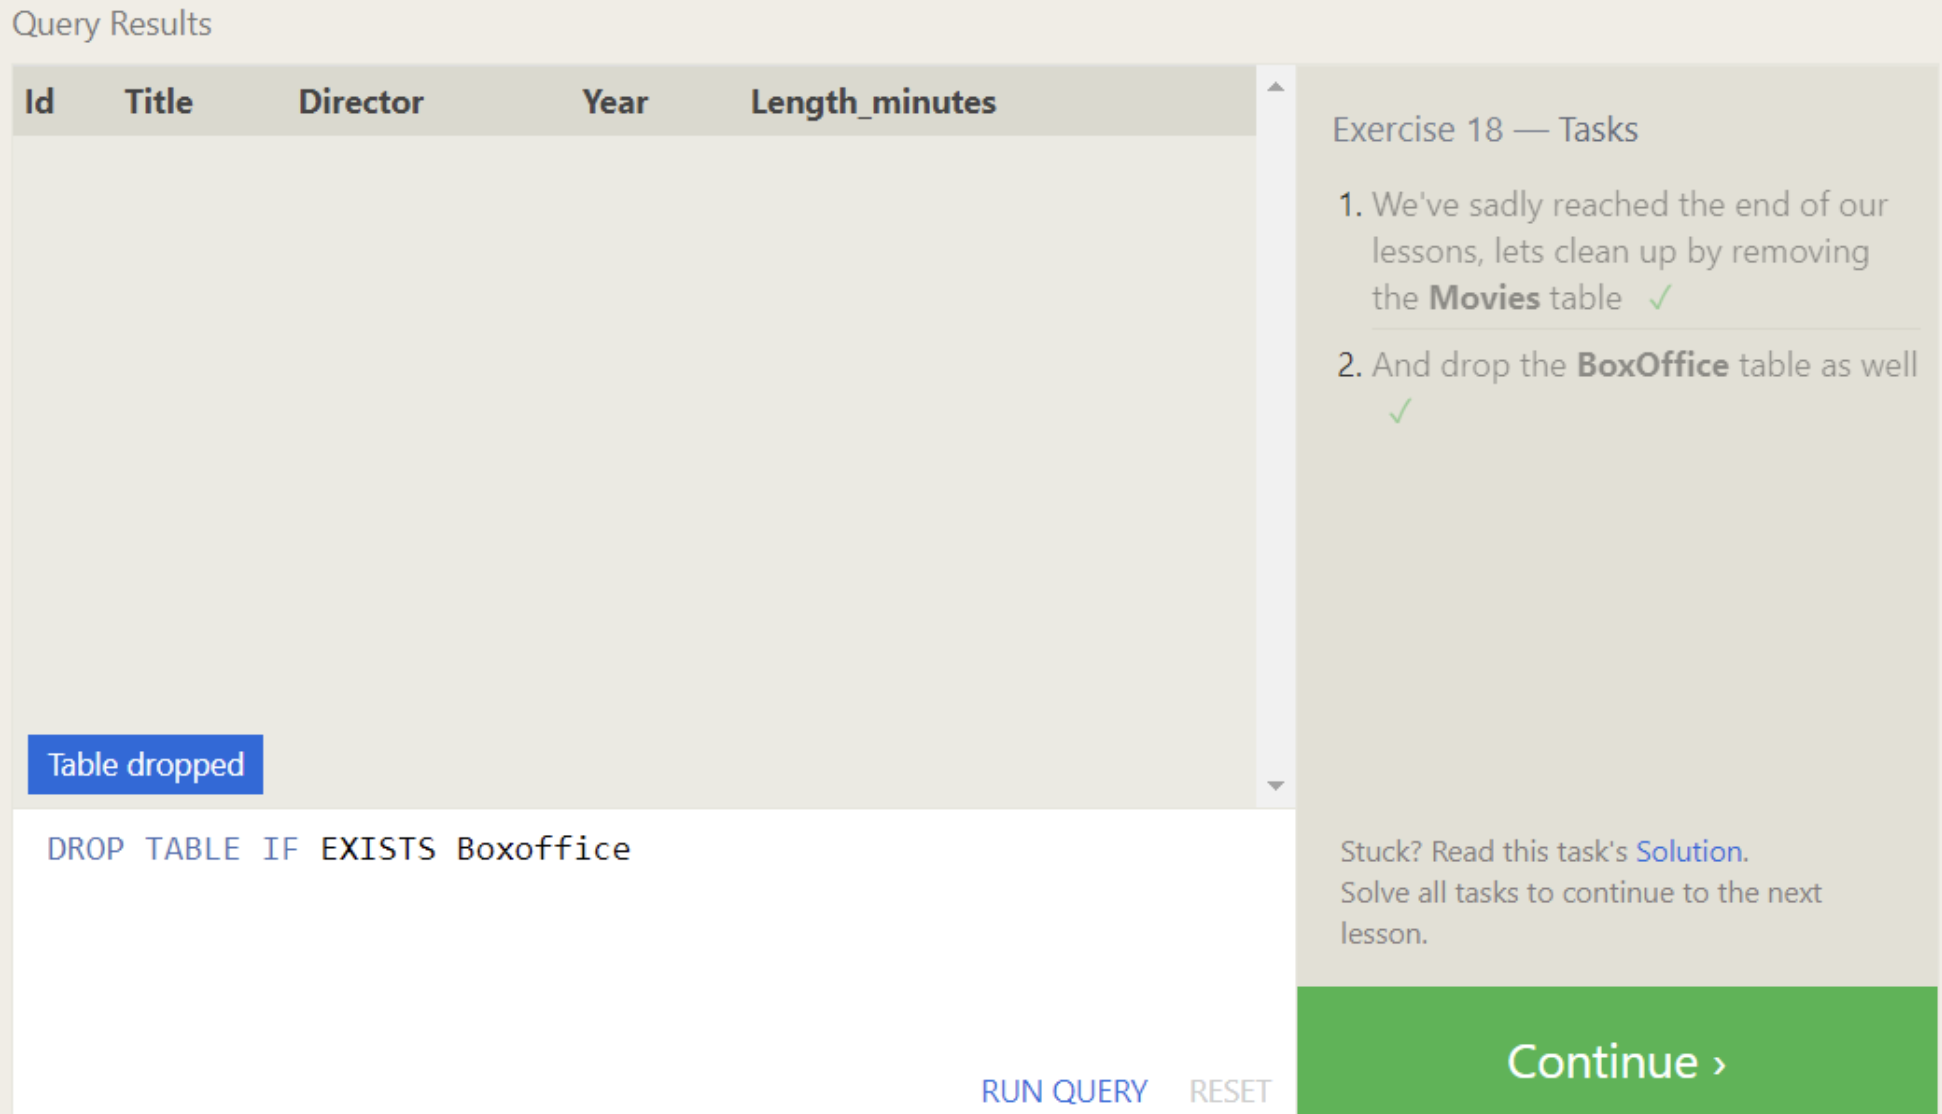 Query Results
Id Title Director Year Length_minutes
Table dropped
DROP TABLE IF EXISTS Boxoffice
RUN QUERY RESET
Exercise 18 — Tasks
1. We've sadly reached the end of our
lessons, lets clean up by removing
the Movies table ✓
2. And drop the BoxOffice table as well
✓
Stuck? Read this task's Solution.
Solve all tasks to continue to the next
lesson.
Continue ›